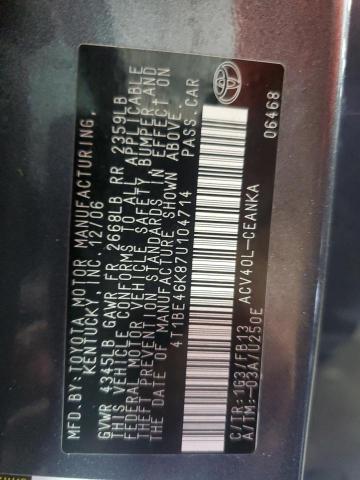 MFD.BY:TOYOTA MOTOR MANUFACTURING,
KENTUCKY, INC. 12/06
GVWR 4345LB GAWR FR 2668LB RR 2359LB
THIS VEHICLE CONFORMS TO ALL APPLICABLE
FEDERAL MOTOR VEHICLE SAFETY, BUMPER, AND
THEFT PREVENTION STANDARDS IN EFFECT ON
THE DATE OF MANUFACTURE SHOWN ABOVE.
4T1BE46K87U104714 PASS.CAR
C/TR:1G3/FB13 ACV40L-CEANKA
A/TM:-03A/U250E
06468